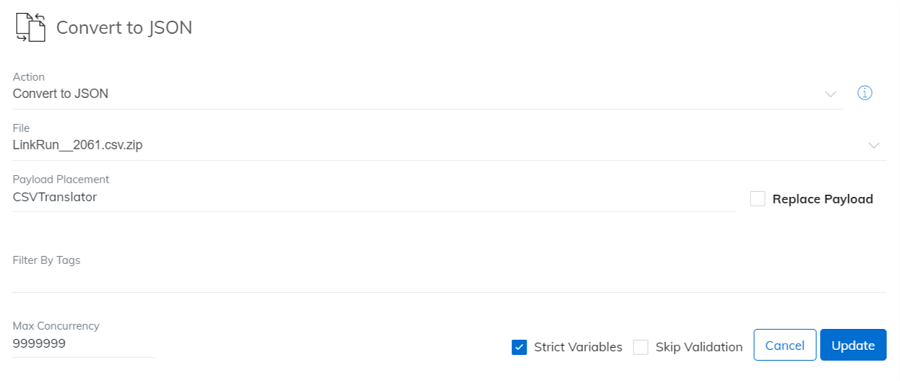 Convert to JSON
Action
Convert to JSON
File
LinkRun__2061.csv.zip
Payload Placement
CSVTranslator
Replace Payload
Filter By Tags
Max Concurrency
9999999
Strict Variables Skip Validation Cancel Update